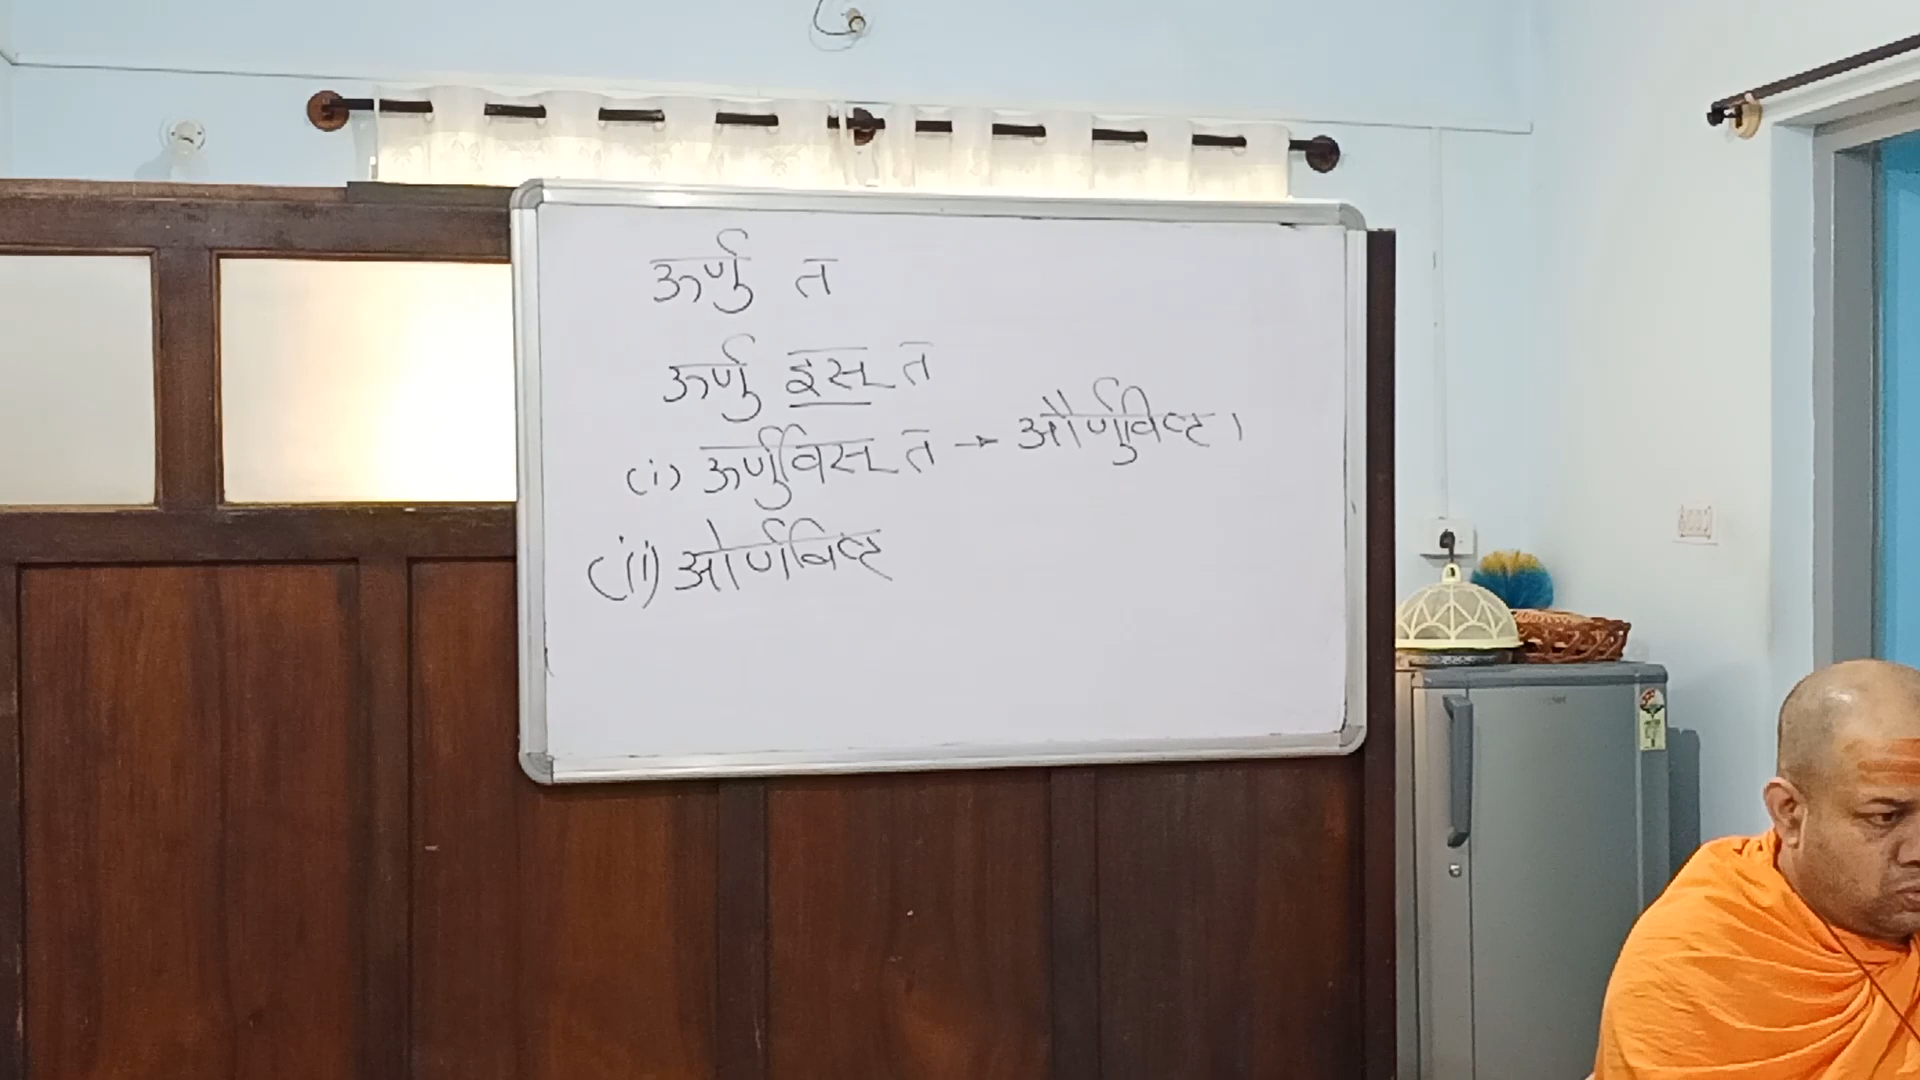 ऊर्णु त
ऊर्णु इस् त
(i) ऊर्णुविस् त → और्णुविष्ट ।
(ii) और्णविष्ट